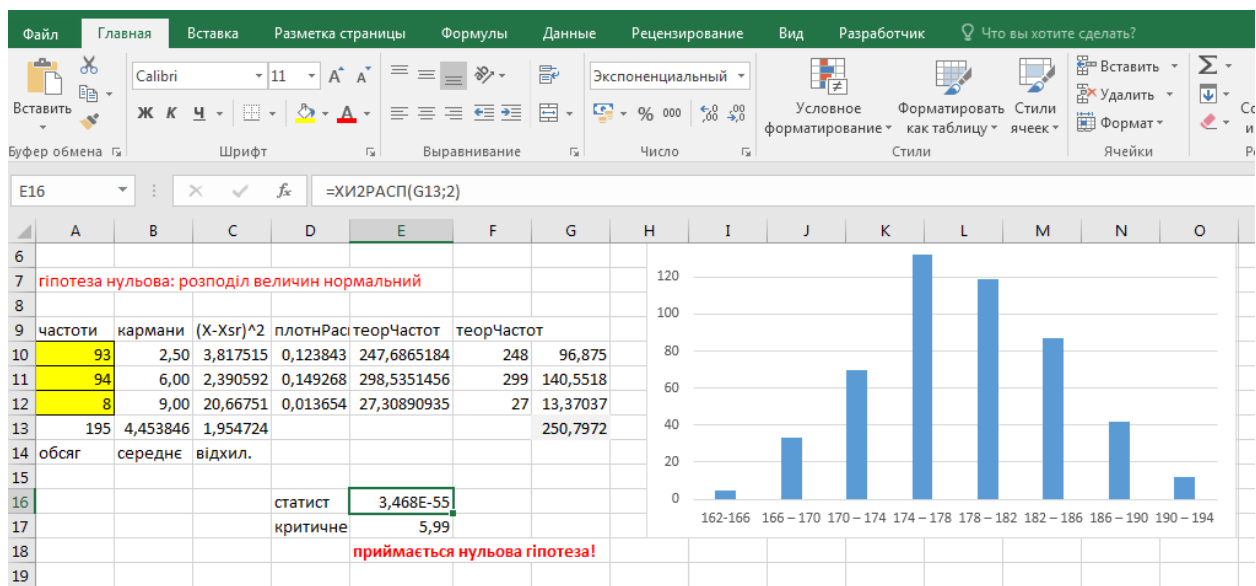 Файл Главная Вставка Разметка страницы Формулы Данные Рецензирование Вид Разработчик Что вы хотите сделать?
Вставить Calibri 11 Экспоненциальный Условное форматирование Форматировать как таблицу Стили ячеек Вставить Удалить Формат
Ж К Ч % 000
Буфер обмена Шрифт Выравнивание Число Стили Ячейки
E16 fx =ХИ2РАСП(G13;2)
A B C D E F G H I J K L M N O
6
7 гіпотеза нульова: розподіл величин нормальний
8
9 частоти кармани (X-Xsr)^2 плотнРас теорЧастот теорЧастот
10 93 2,50 3,817515 0,123843 247,6865184 248 96,875
11 94 6,00 2,390592 0,149268 298,5351456 299 140,5518
12 8 9,00 20,66751 0,013654 27,30890935 27 13,37037
13 195 4,453846 1,954724 250,7972
14 обсяг середнє відхил.
15
16 статист 3,468E-55
17 критичне 5,99
18 приймається нульова гіпотеза!
19
120
100
80
60
40
20
0
162-166 166 – 170 170 – 174 174 – 178 178 – 182 182 – 186 186 – 190 190 – 194